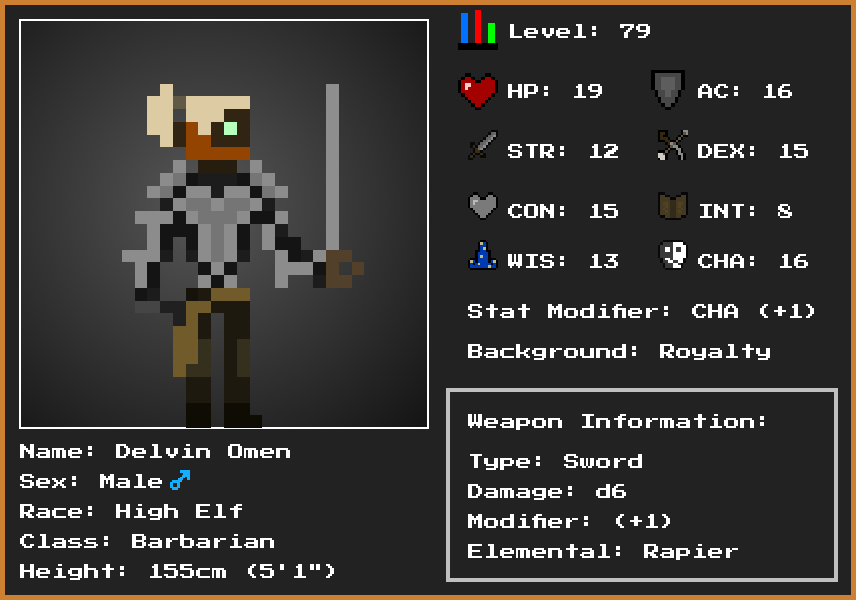 Level: 79
HP: 19 AC: 16
STR: 12 DEX: 15
CON: 15 INT: 8
WIS: 13 CHA: 16
Stat Modifier: CHA (+1)
Background: Royalty
Weapon Information:
Type: Sword
Damage: d6
Modifier: (+1)
Elemental: Rapier
Name: Delvin Omen
Sex: Male♂
Race: High Elf
Class: Barbarian
Height: 155cm (5'1")